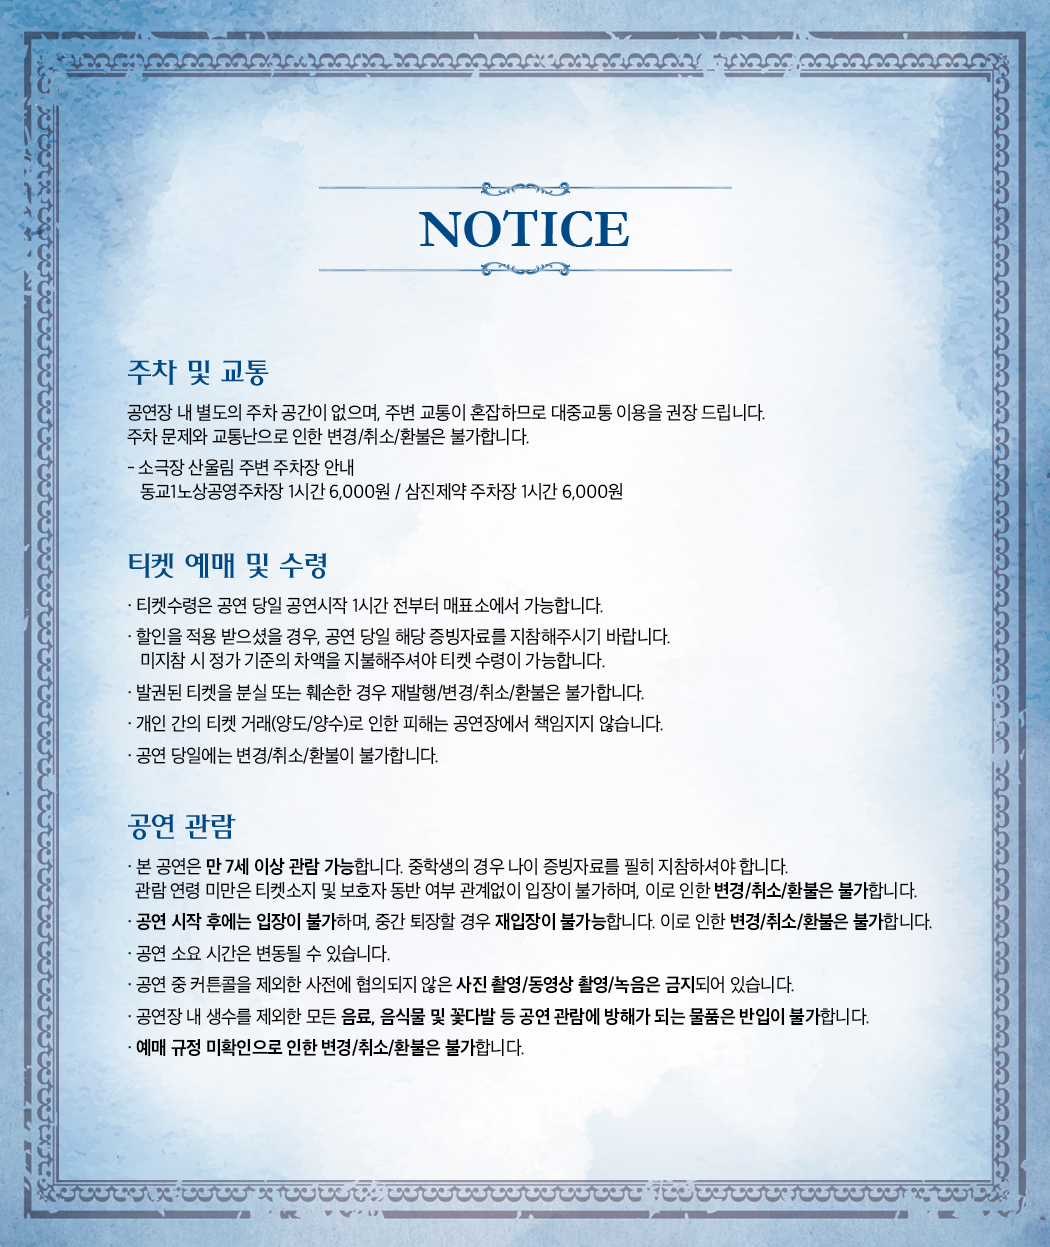 NOTICE
주차 및 교통
공연장 내 별도의 주차 공간이 없으며, 주변 교통이 혼잡하므로 대중교통 이용을 권장 드립니다.
주차 문제와 교통난으로 인한 변경/취소/환불은 불가합니다.
- 소극장 산울림 주변 주차장 안내
동교1노상공영주차장 1시간 6,000원 / 삼진제약 주차장 1시간 6,000원
티켓 예매 및 수령
· 티켓수령은 공연 당일 공연시작 1시간 전부터 매표소에서 가능합니다.
· 할인을 적용 받으셨을 경우, 공연 당일 해당 증빙자료를 지참해주시기 바랍니다.
미지참 시 정가 기준의 차액을 지불해주셔야 티켓 수령이 가능합니다.
· 발권된 티켓을 분실 또는 훼손한 경우 재발행/변경/취소/환불은 불가합니다.
· 개인 간의 티켓 거래(양도/양수)로 인한 피해는 공연장에서 책임지지 않습니다.
· 공연 당일에는 변경/취소/환불이 불가합니다.
공연 관람
· 본 공연은 만 7세 이상 관람 가능합니다. 중학생의 경우 나이 증빙자료를 필히 지참하셔야 합니다.
관람 연령 미만은 티켓소지 및 보호자 동반 여부 관계없이 입장이 불가하며, 이로 인한 변경/취소/환불은 불가합니다.
· 공연 시작 후에는 입장이 불가하며, 중간 퇴장할 경우 재입장이 불가능합니다. 이로 인한 변경/취소/환불은 불가합니다.
· 공연 소요 시간은 변동될 수 있습니다.
· 공연 중 커튼콜을 제외한 사전에 협의되지 않은 사진 촬영/동영상 촬영/녹음은 금지되어 있습니다.
· 공연장 내 생수를 제외한 모든 음료, 음식물 및 꽃다발 등 공연 관람에 방해가 되는 물품은 반입이 불가합니다.
· 예매 규정 미확인으로 인한 변경/취소/환불은 불가합니다.